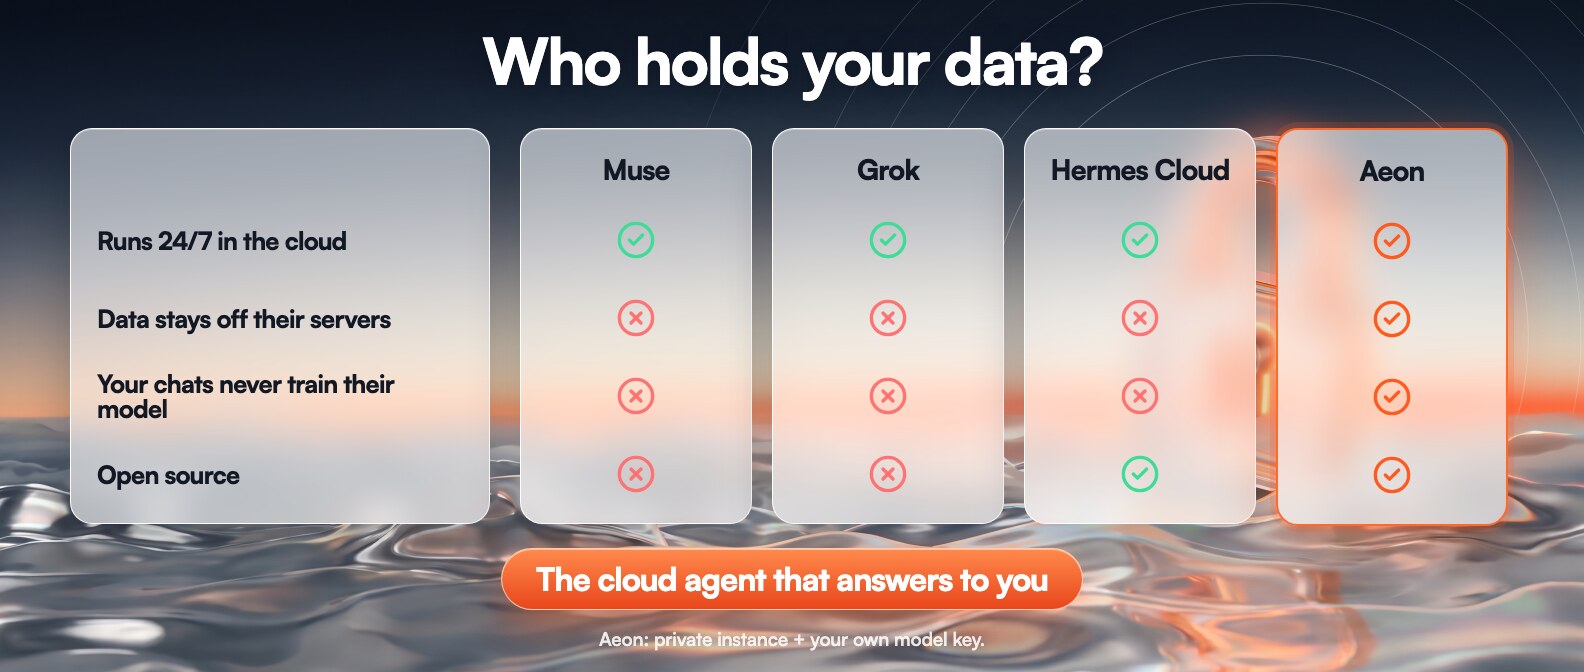 Who holds your data?
Muse
Grok
Hermes Cloud
Aeon
Runs 24/7 in the cloud
Data stays off their servers
Your chats never train their
model
Open source
The cloud agent that answers to you
Aeon: private instance + your own model key.